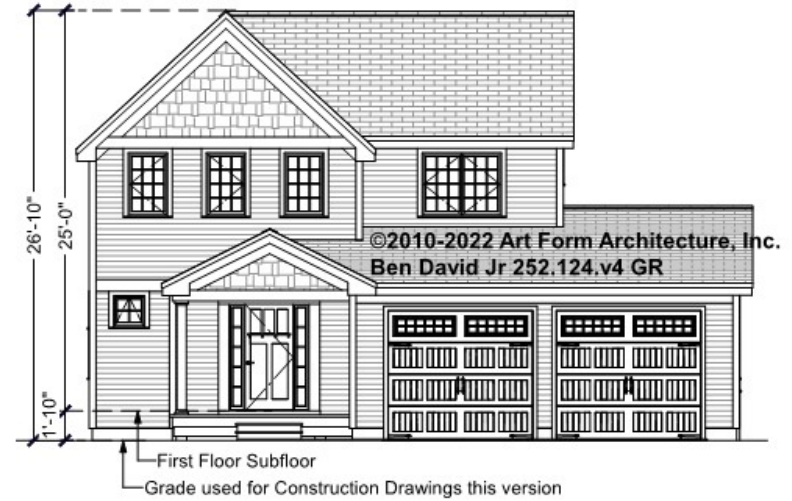 26'-10"
25'-0"
1'-10"
©2010-2022 Art Form Architecture, Inc.
Ben David Jr 252.124.v4 GR
First Floor Subfloor
Grade used for Construction Drawings this version